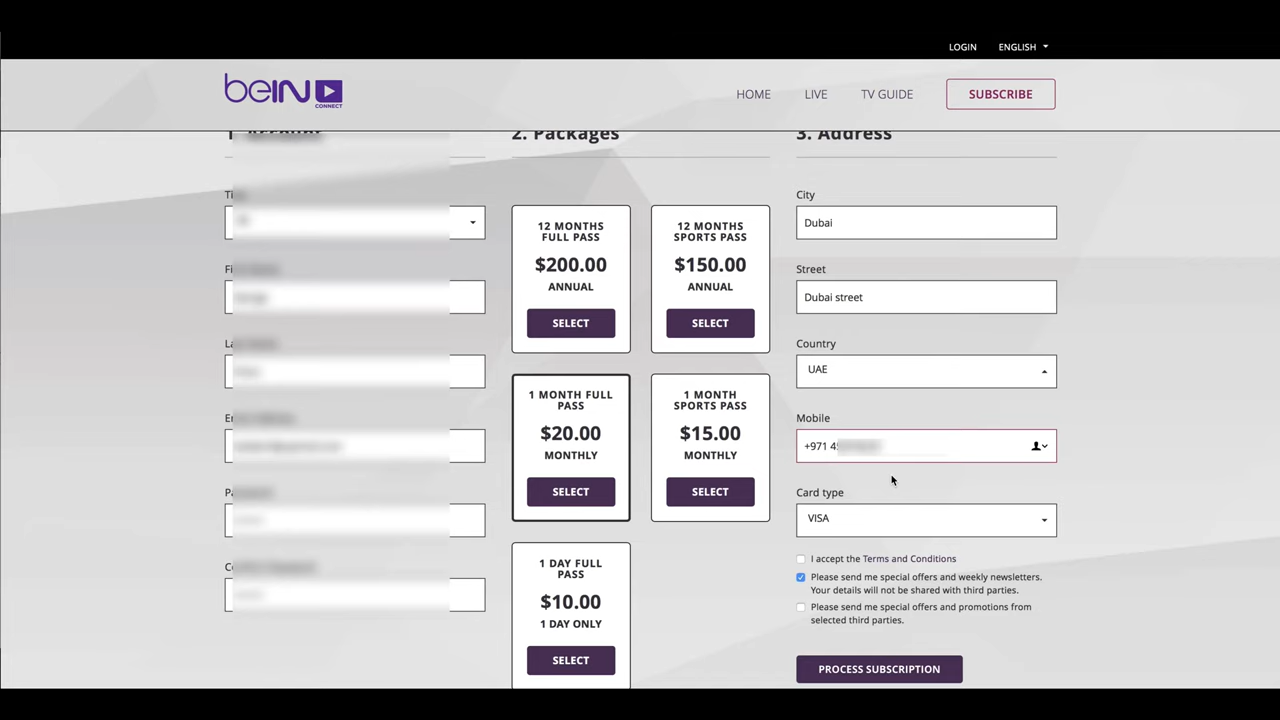 LOGIN
ENGLISH
beIN
CONNECT
HOME
LIVE
TV GUIDE
SUBSCRIBE
2. Packages
3. Address
12 MONTHS
FULL PASS
$200.00
ANNUAL
SELECT
12 MONTHS
SPORTS PASS
$150.00
ANNUAL
SELECT
1 MONTH FULL
PASS
$20.00
MONTHLY
SELECT
1 MONTH
SPORTS PASS
$15.00
MONTHLY
SELECT
1 DAY FULL
PASS
$10.00
1 DAY ONLY
SELECT
City
Dubai
Street
Dubai street
Country
UAE
Mobile
+971 4
Card type
VISA
I accept the Terms and Conditions
Please send me special offers and weekly newsletters.
Your details will not be shared with third parties.
Please send me special offers and promotions from
selected third parties.
PROCESS SUBSCRIPTION